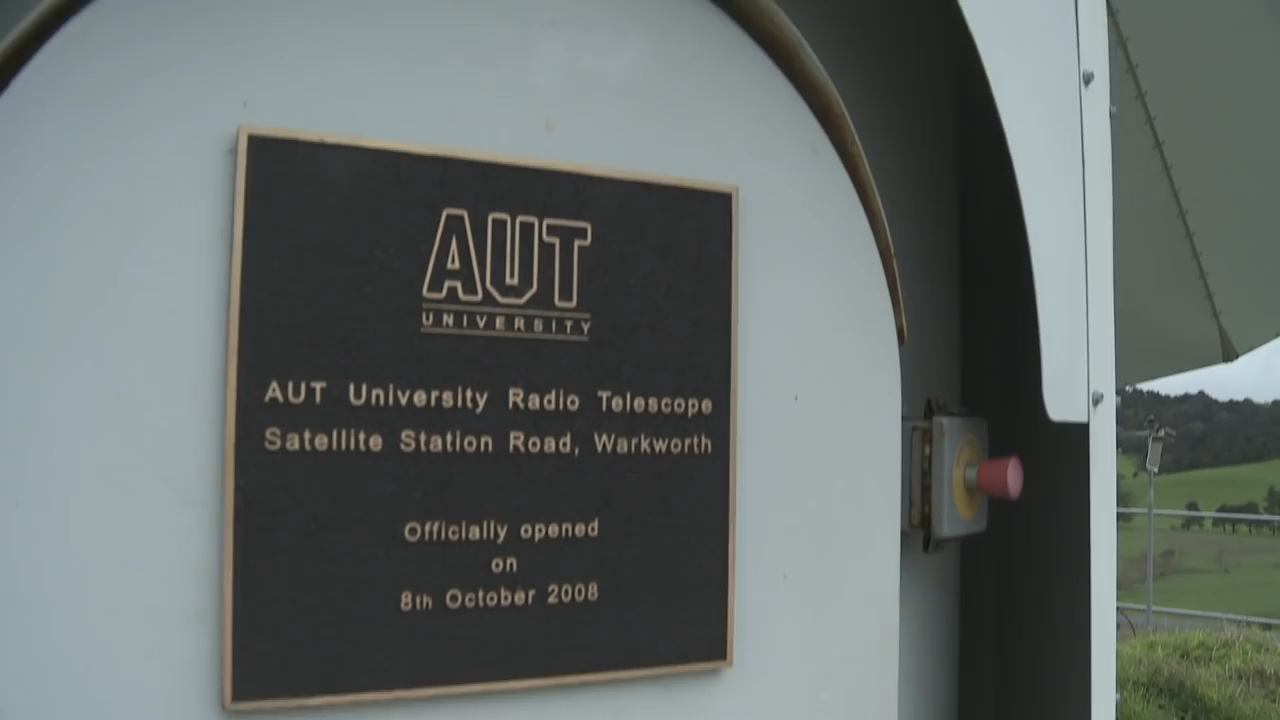 AUT
UNIVERSITY
AUT University Radio Telescope
Satellite Station Road, Warkworth
Officially opened
on
8th October 2008